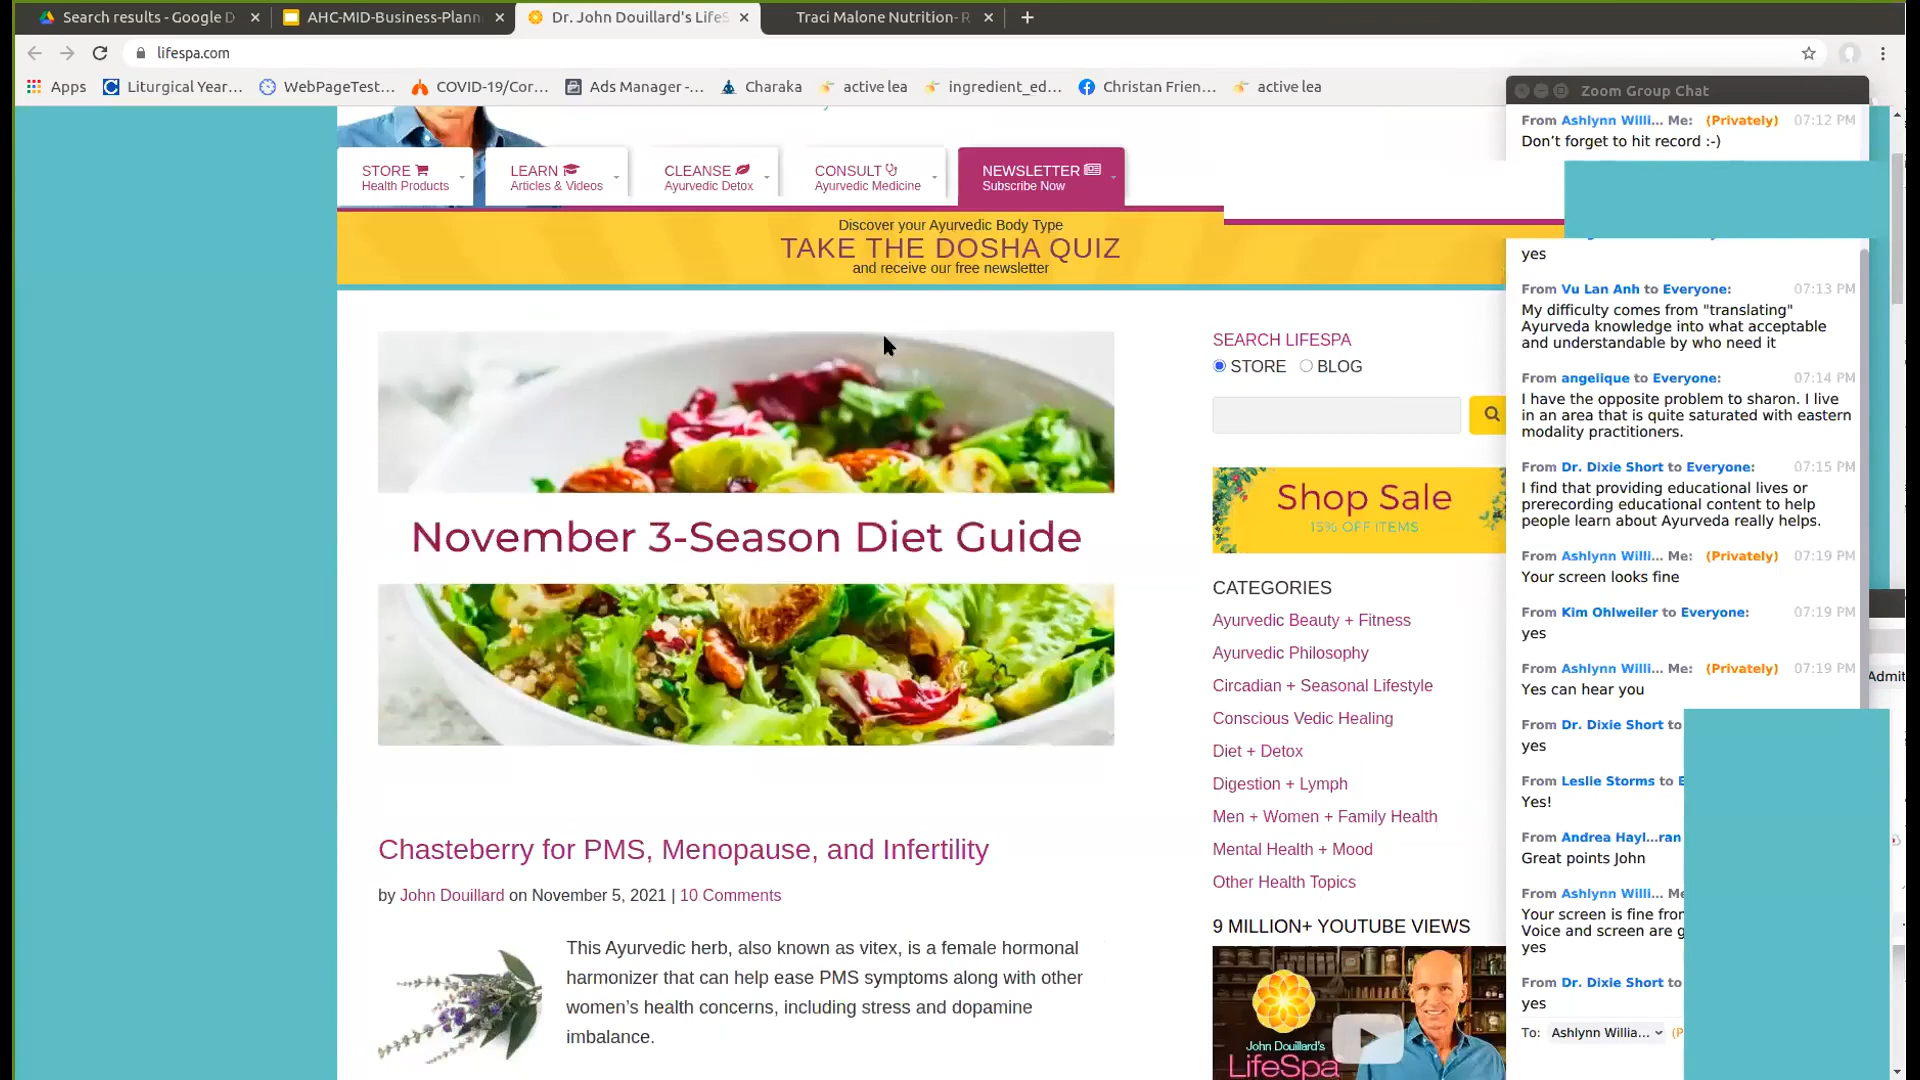 Search results - Google D
AHC-MID-Business-Plann
Dr. John Douillard's LifeS
Traci Malone Nutrition- R
lifespa.com
Apps
Liturgical Year...
WebPageTest...
COVID-19/Cor...
Ads Manager -...
Charaka
active lea
ingredient_ed...
Christan Frien...
active lea
STORE
Health Products
LEARN
Articles & Videos
CLEANSE
Ayurvedic Detox
CONSULT
Ayurvedic Medicine
NEWSLETTER
Subscribe Now
Discover your Ayurvedic Body Type
TAKE THE DOSHA QUIZ
and receive our free newsletter
November 3-Season Diet Guide
Chasteberry for PMS, Menopause, and Infertility
by John Douillard on November 5, 2021 | 10 Comments
This Ayurvedic herb, also known as vitex, is a female hormonal
harmonizer that can help ease PMS symptoms along with other
women's health concerns, including stress and dopamine
imbalance.
SEARCH LIFESPA
STORE BLOG
Shop Sale
15% OFF ITEMS
CATEGORIES
Ayurvedic Beauty + Fitness
Ayurvedic Philosophy
Circadian + Seasonal Lifestyle
Conscious Vedic Healing
Diet + Detox
Digestion + Lymph
Men + Women + Family Health
Mental Health + Mood
Other Health Topics
9 MILLION+ YOUTUBE VIEWS
John Douillard's
LifeSpa
Zoom Group Chat
From Ashlynn Willi... Me: (Privately) 07:12 PM
Don't forget to hit record :-)
yes
From Vu Lan Anh to Everyone: 07:13 PM
My difficulty comes from "translating"
Ayurveda knowledge into what acceptable
and understandable by who need it
From angelique to Everyone: 07:14 PM
I have the opposite problem to sharon. I live
in an area that is quite saturated with eastern
modality practitioners.
From Dr. Dixie Short to Everyone: 07:15 PM
I find that providing educational lives or
prerecording educational content to help
people learn about Ayurveda really helps.
From Ashlynn Willi... Me: (Privately) 07:19 PM
Your screen looks fine
From Kim Ohlweiler to Everyone: 07:19 PM
yes
From Ashlynn Willi... Me: (Privately) 07:19 PM
Yes can hear you
From Dr. Dixie Short to
yes
From Leslie Storms to E
Yes!
From Andrea Hayl...ran
Great points John
From Ashlynn Willi... Me
Your screen is fine fro
Voice and screen are g
yes
From Dr. Dixie Short to
yes
To: Ashlynn Willia... (P
Admit